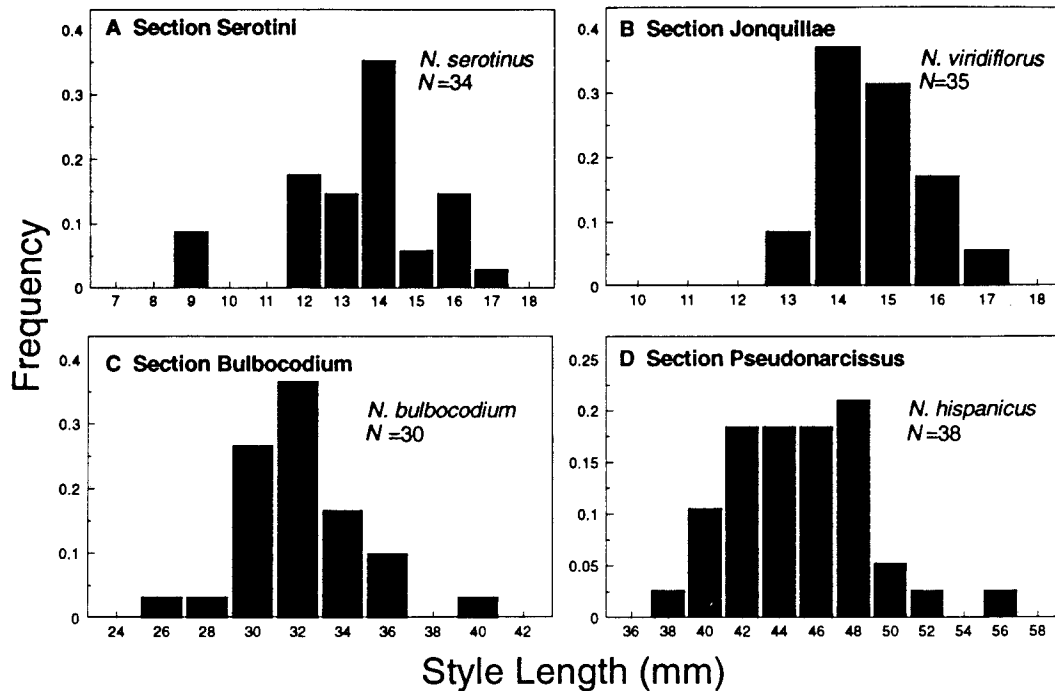 Frequency
A Section Serotini
N. serotinus
N =34
0.4
0.3
0.2
0.1
0
7 8 9 10 11 12 13 14 15 16 17 18
B Section Jonquillae
N. viridiflorus
N=35
0.4
0.3
0.2
0.1
0
10 11 12 13 14 15 16 17 18
C Section Bulbocodium
N. bulbocodium
N =30
0.4
0.3
0.2
0.1
0
24 26 28 30 32 34 36 38 40 42
D Section Pseudonarcissus
N. hispanicus
N=38
0.25
0.2
0.15
0.1
0.05
0
36 38 40 42 44 46 48 50 52 54 56 58
Style Length (mm)